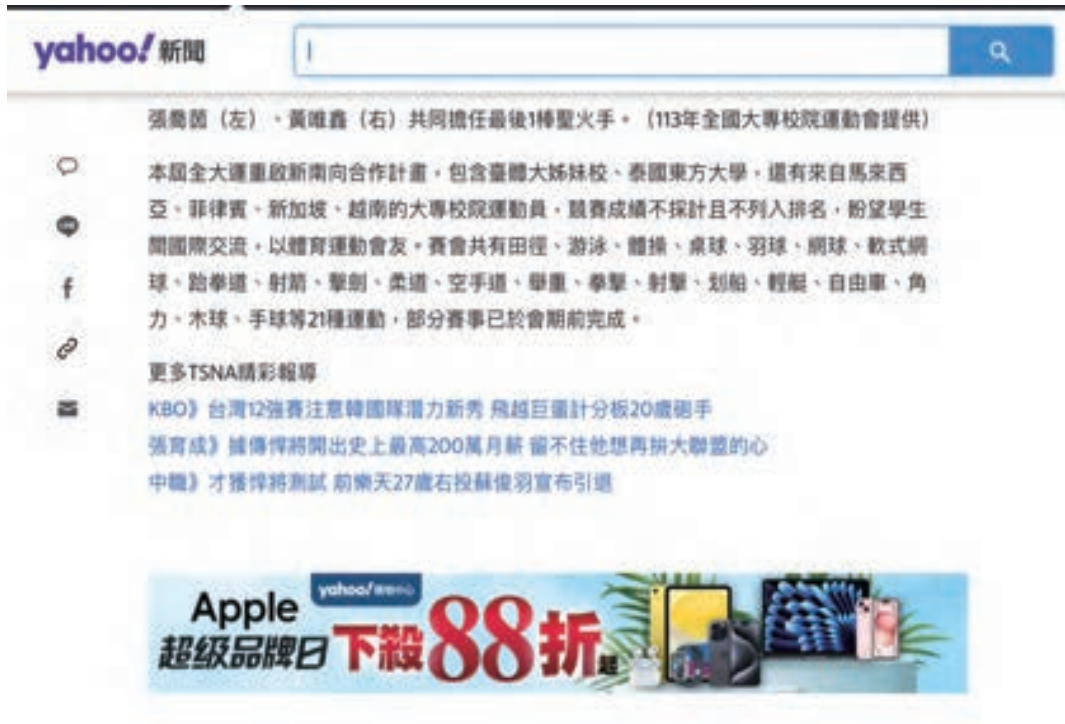 yahoo!新聞
張喬茵（左）、黃唯鑫（右）共同擔任最後1棒聖火手。（113年全國大專校院運動會提供）
本屆全大運重啟新南向合作計畫，包含臺體大姊妹校、泰國東方大學，還有來自馬來西
亞、菲律賓、新加坡、越南的大專校院運動員，競賽成績不採計且不列入排名，盼望學生
間國際交流，以體育運動會友。賽會共有田徑、游泳、體操、桌球、羽球、網球、軟式網
球、跆拳道、射箭、擊劍、柔道、空手道、舉重、拳擊、射擊、划船、輕艇、自由車、角
力、木球、手球等21種運動，部分賽事已於會期前完成。
更多TSNA精彩報導
KBO》台灣12強賽注意韓國隊潛力新秀 飛越巨蛋計分板20歲砲手
張育成》據傳悍將開出史上最高200萬月薪 留不住他想再拚大聯盟的心
中職》才獲悍將測試 前樂天27歲右投蘇俊羽宣布引退
yahoo!購物中心
Apple
超級品牌日下殺88折起